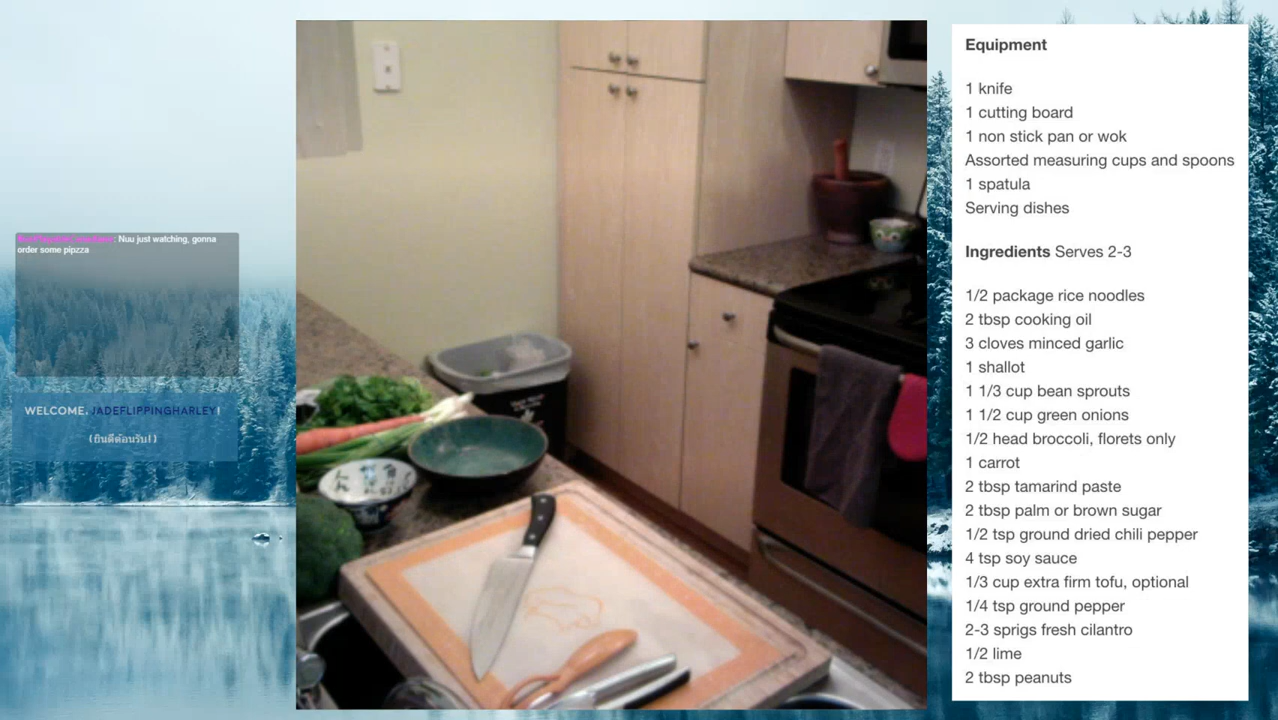 : Nuu just watching, gonna
order some pipzza
WELCOME, JADEFLIPPINGHARLEY!
(ยินดีต้อนรับ!)
Equipment
1 knife
1 cutting board
1 non stick pan or wok
Assorted measuring cups and spoons
1 spatula
Serving dishes
Ingredients Serves 2-3
1/2 package rice noodles
2 tbsp cooking oil
3 cloves minced garlic
1 shallot
1 1/3 cup bean sprouts
1 1/2 cup green onions
1/2 head broccoli, florets only
1 carrot
2 tbsp tamarind paste
2 tbsp palm or brown sugar
1/2 tsp ground dried chili pepper
4 tsp soy sauce
1/3 cup extra firm tofu, optional
1/4 tsp ground pepper
2-3 sprigs fresh cilantro
1/2 lime
2 tbsp peanuts